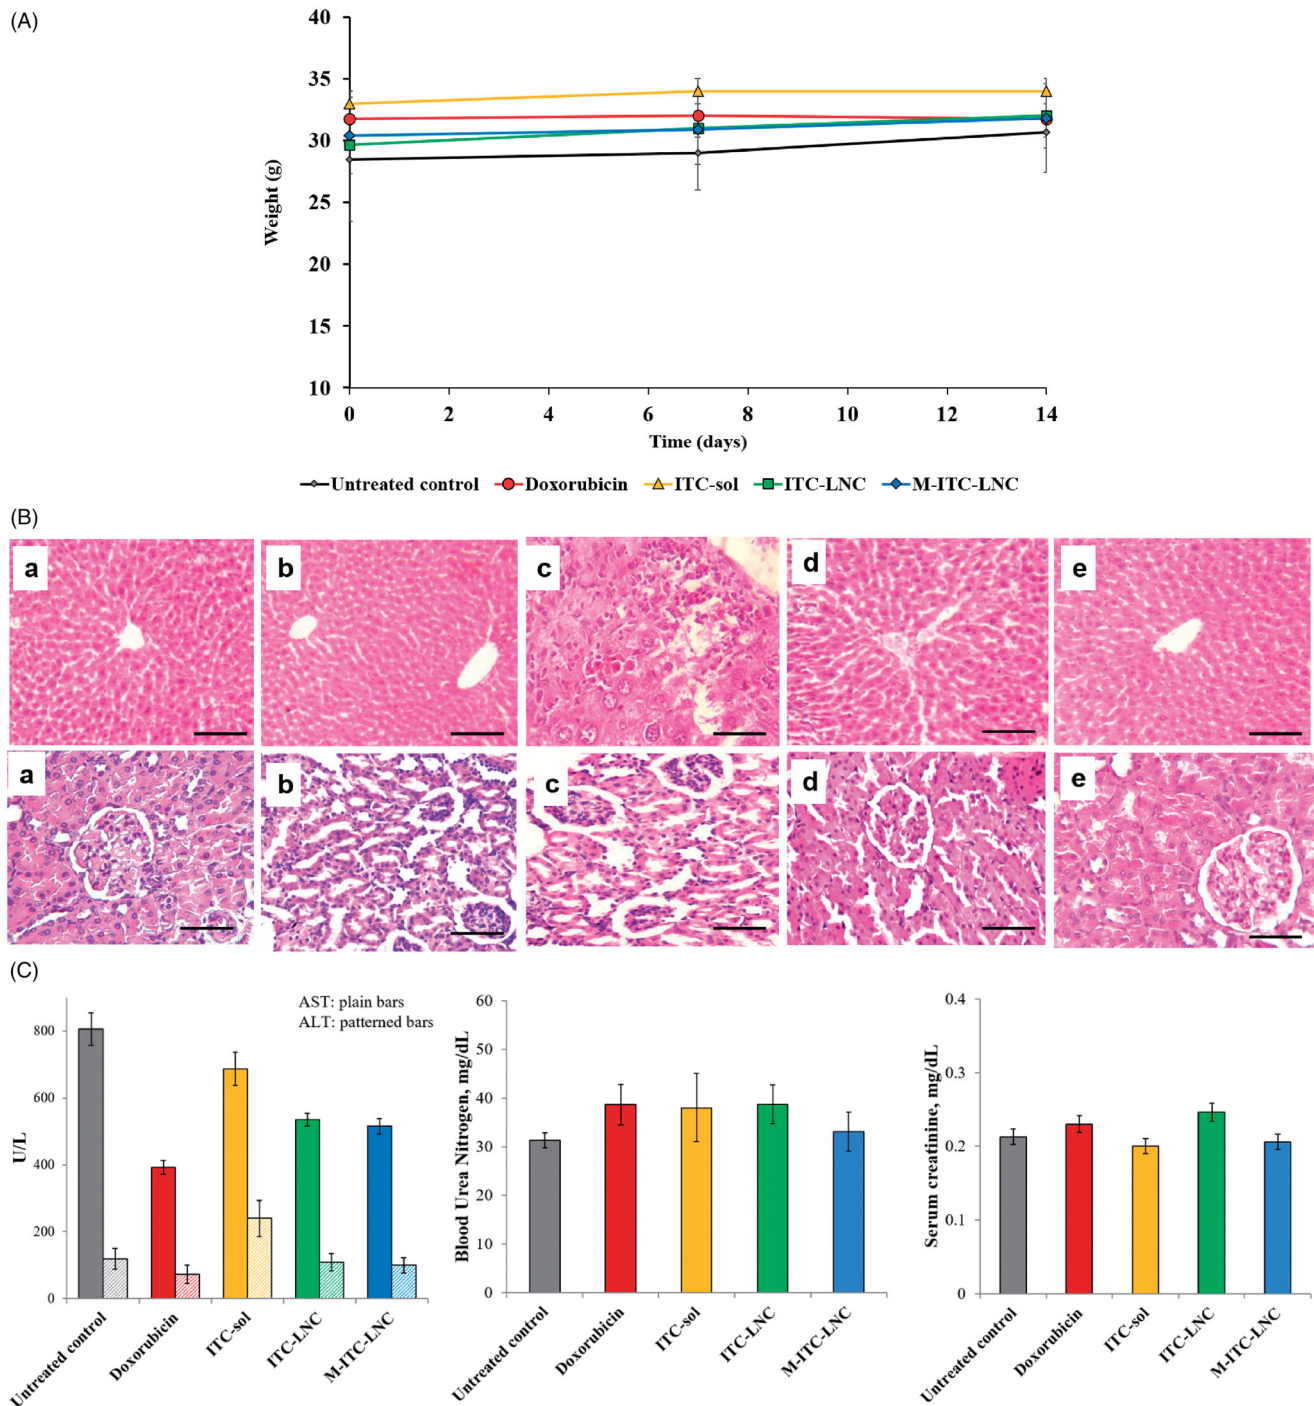 (A)
40
35
30
25
20
15
10
Weight (g)
0 2 4 6 8 10 12 14
Time (days)
Untreated control Doxorubicin ITC-sol ITC-LNC M-ITC-LNC
(B)
a b c d e
a b c d e
(C)
AST: plain bars
ALT: patterned bars
800
600
400
200
0
U/L
Untreated control Doxorubicin ITC-sol ITC-LNC M-ITC-LNC
60
50
40
30
20
10
0
Blood Urea Nitrogen, mg/dL
Untreated control Doxorubicin ITC-sol ITC-LNC M-ITC-LNC
0.4
0.3
0.2
0.1
0
Serum creatinine, mg/dL
Untreated control Doxorubicin ITC-sol ITC-LNC M-ITC-LNC